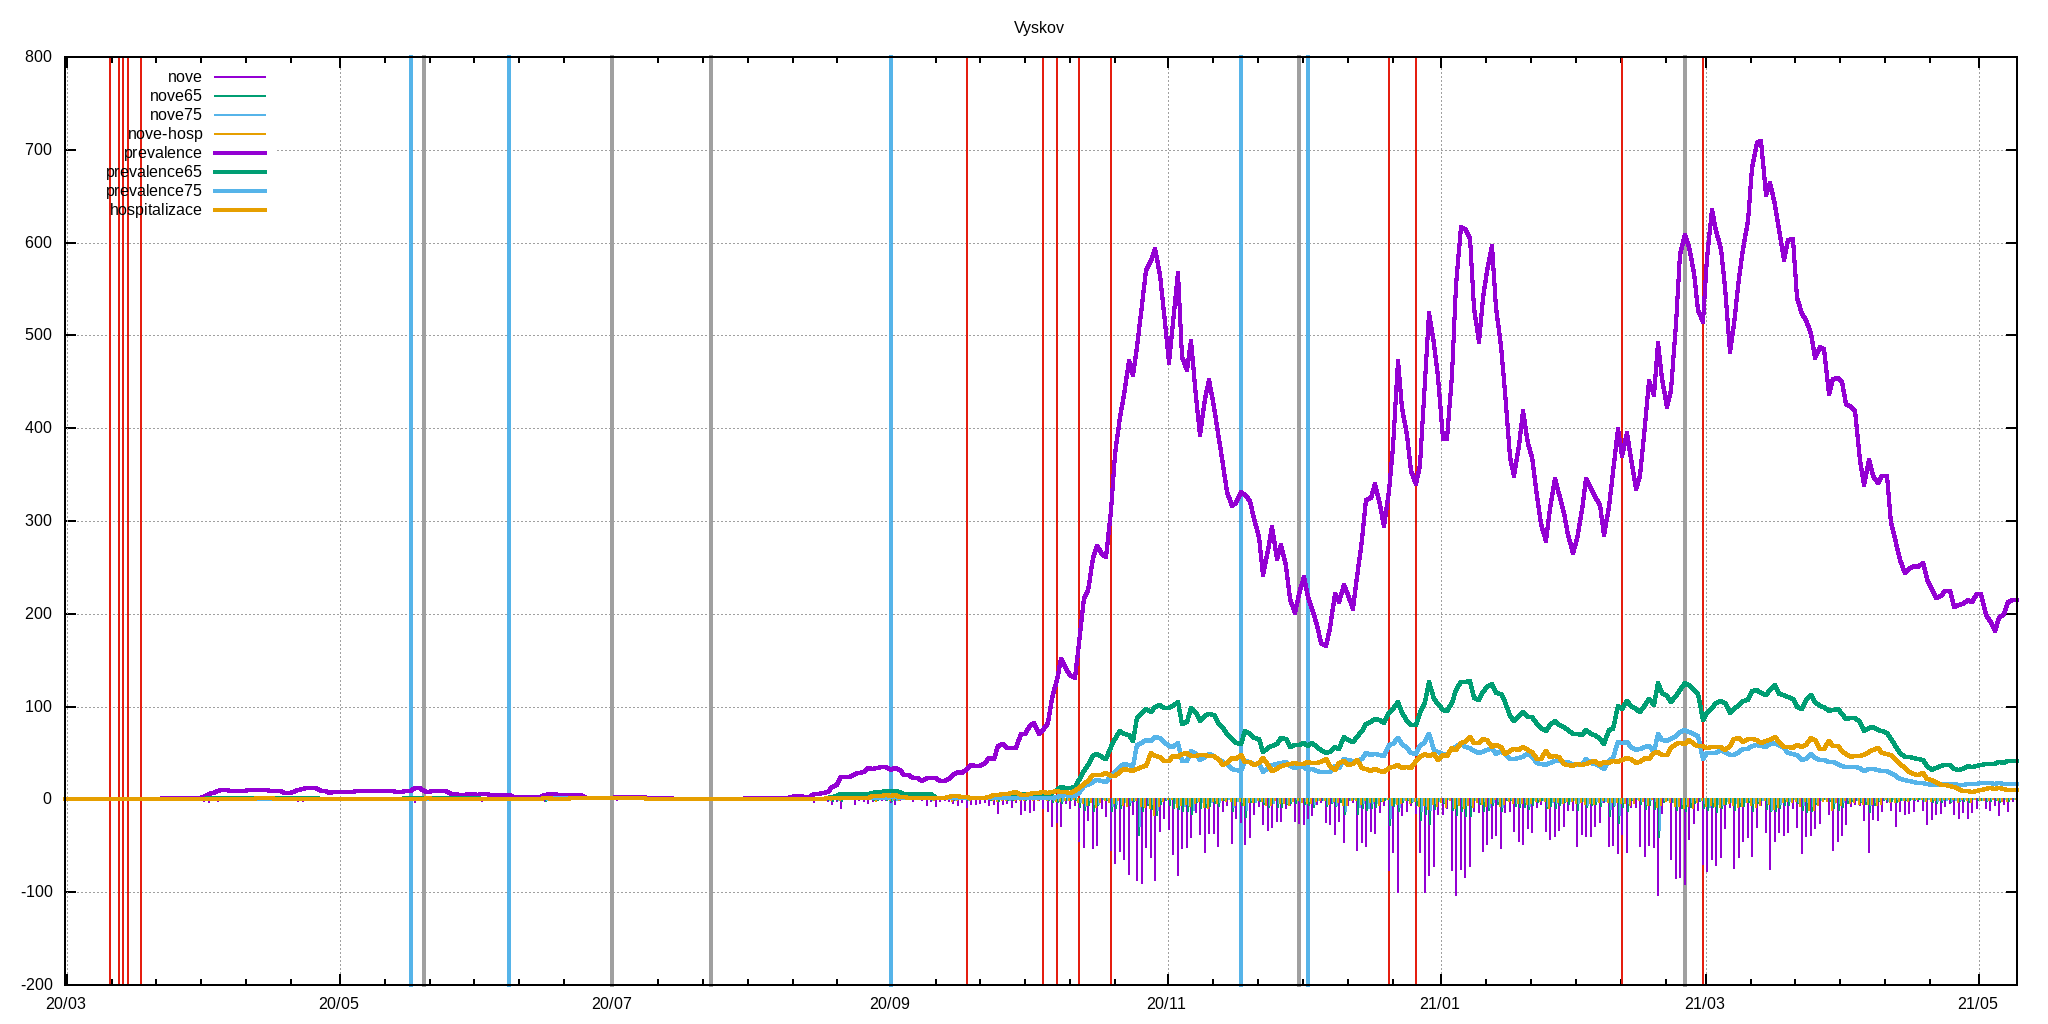 Vyskov
800
700
600
500
400
300
200
100
0
-100
-200
nove
nove65
nove75
nove-hosp
prevalence
prevalence65
prevalence75
hospitalizace
20/03 20/05 20/07 20/09 20/11 21/01 21/03 21/05